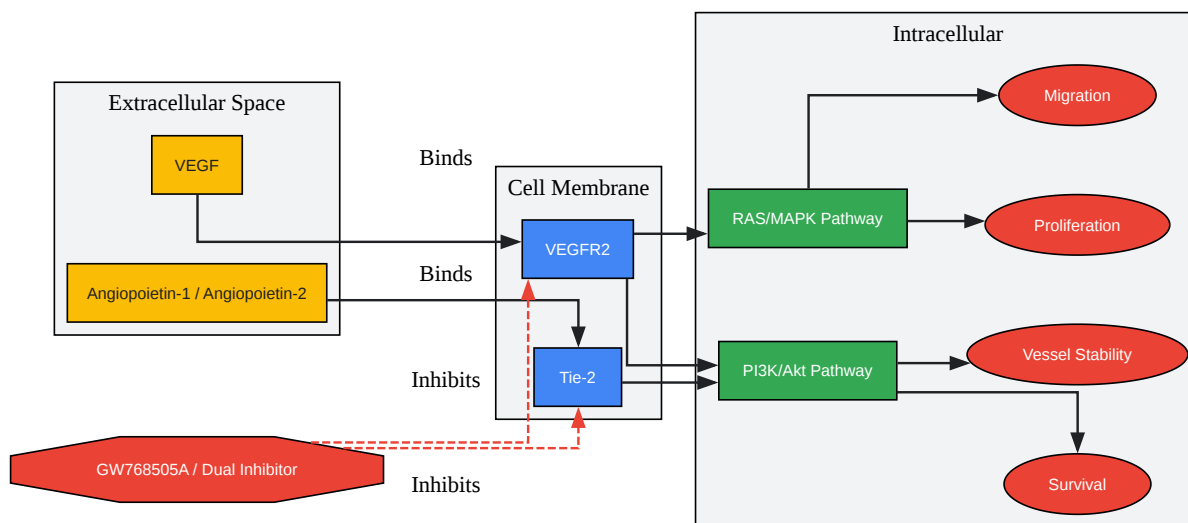 Intracellular
Migration
Extracellular Space
VEGF
Binds
Cell Membrane
RAS/MAPK Pathway
Proliferation
VEGFR2
Binds
Angiopoietin-1 / Angiopoietin-2
Vessel Stability
PI3K/Akt Pathway
Tie-2
Inhibits
GW768505A / Dual Inhibitor
Inhibits
Survival